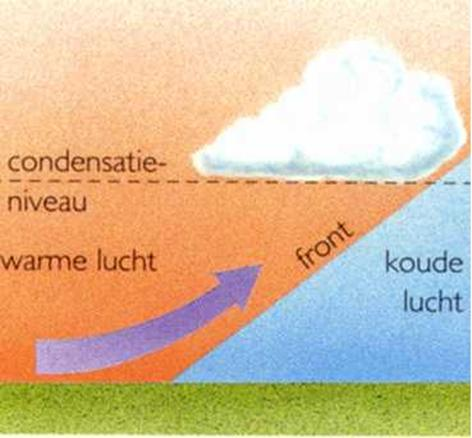 condensatie-
niveau
warme lucht
front
koude
lucht